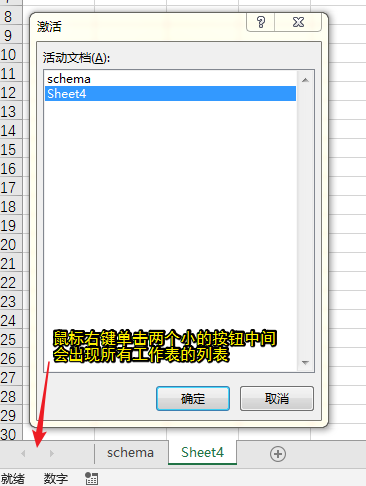 激活
活动文档(A):
schema
Sheet4
8
9
10
11
12
13
14
15
16
17
18
19
20
21
22
23
24
25
26
27
28
29
30
鼠标右键单击两个小的按钮中间
会出现所有工作表的列表
确定
取消
schema
Sheet4
就绪
数字